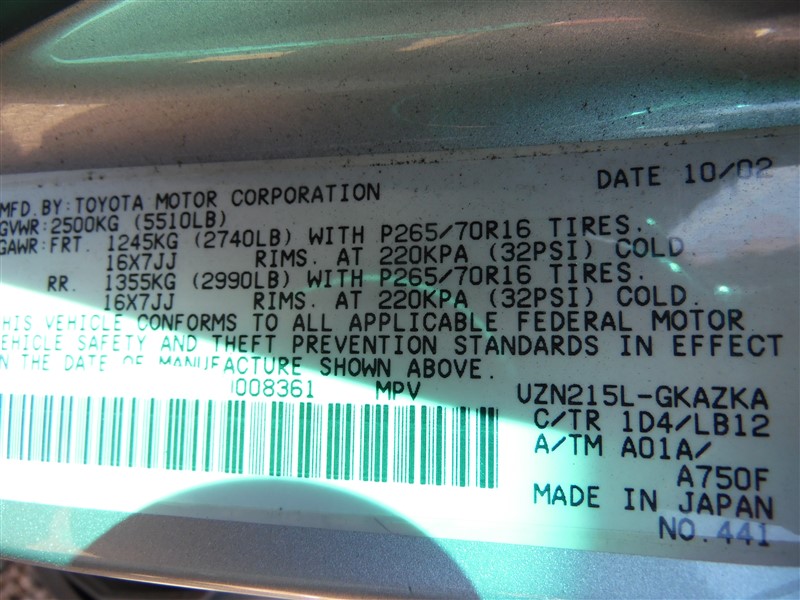 MFD. BY: TOYOTA MOTOR CORPORATION DATE 10/02
GVWR: 2500KG (5510LB)
GAWR: FRT. 1245KG (2740LB) WITH P265/70R16 TIRES.
16X7JJ RIMS. AT 220KPA (32PSI) COLD.
RR. 1355KG (2990LB) WITH P265/70R16 TIRES.
16X7JJ RIMS. AT 220KPA (32PSI) COLD.
THIS VEHICLE CONFORMS TO ALL APPLICABLE FEDERAL MOTOR
VEHICLE SAFETY AND THEFT PREVENTION STANDARDS IN EFFECT
ON THE DATE OF MANUFACTURE SHOWN ABOVE.
008361 MPV UZN215L-GKAZKA
C/TR 1D4/LB12
A/TM A01A/
A750F
MADE IN JAPAN
NO. 441